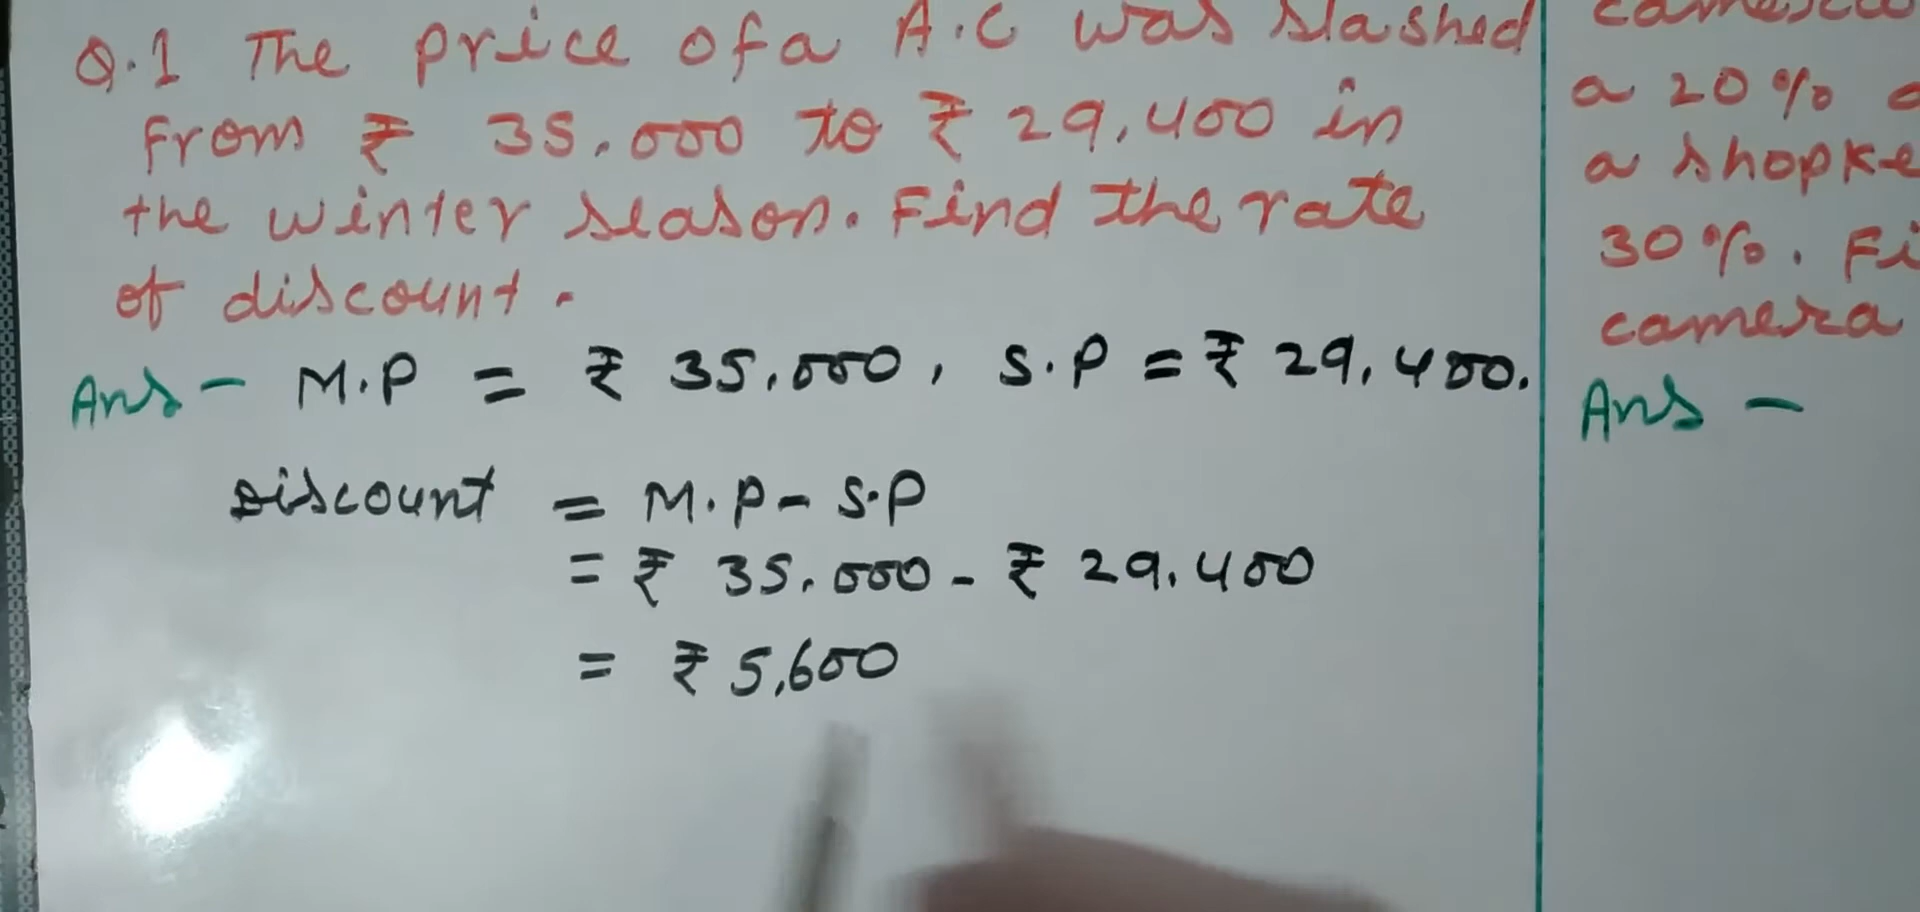 Q.1 The price of a A.C was slashed
from ₹ 35,000 to ₹ 29,400 in
the winter season. Find the rate
of discount.
Ans - M.P = ₹ 35,000, S.P = ₹ 29,400.
Discount = M.P - S.P
= ₹ 35,000 - ₹ 29,400
= ₹ 5,600
a 20%
a shopke
30%. Fi
camera
Ans -